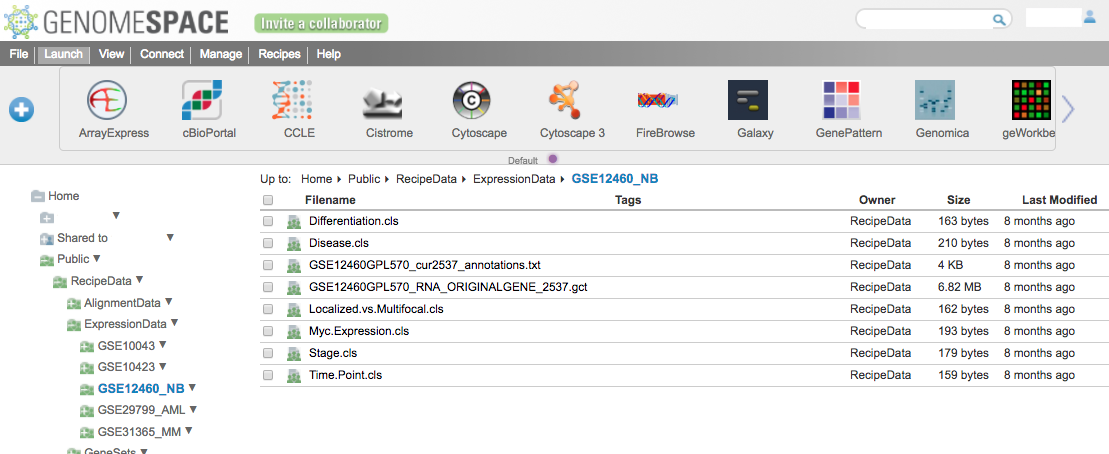 GENOMESPACE Invite a collaborator
File Launch View Connect Manage Recipes Help
ArrayExpress cBioPortal CCLE Cistrome Cytoscape Cytoscape 3 FireBrowse Galaxy GenePattern Genomica geWorkbe
Default
Home
Shared to
Public
RecipeData
AlignmentData
ExpressionData
GSE10043
GSE10423
GSE12460_NB
GSE29799_AML
GSE31365_MM
GeneSets
Up to: Home Public RecipeData ExpressionData GSE12460_NB
Filename Tags Owner Size Last Modified
Differentiation.cls RecipeData 163 bytes 8 months ago
Disease.cls RecipeData 210 bytes 8 months ago
GSE12460GPL570_cur2537_annotations.txt RecipeData 4 KB 8 months ago
GSE12460GPL570_RNA_ORIGINALGENE_2537.gct RecipeData 6.82 MB 8 months ago
Localized.vs.Multifocal.cls RecipeData 162 bytes 8 months ago
Myc.Expression.cls RecipeData 193 bytes 8 months ago
Stage.cls RecipeData 179 bytes 8 months ago
Time.Point.cls RecipeData 159 bytes 8 months ago